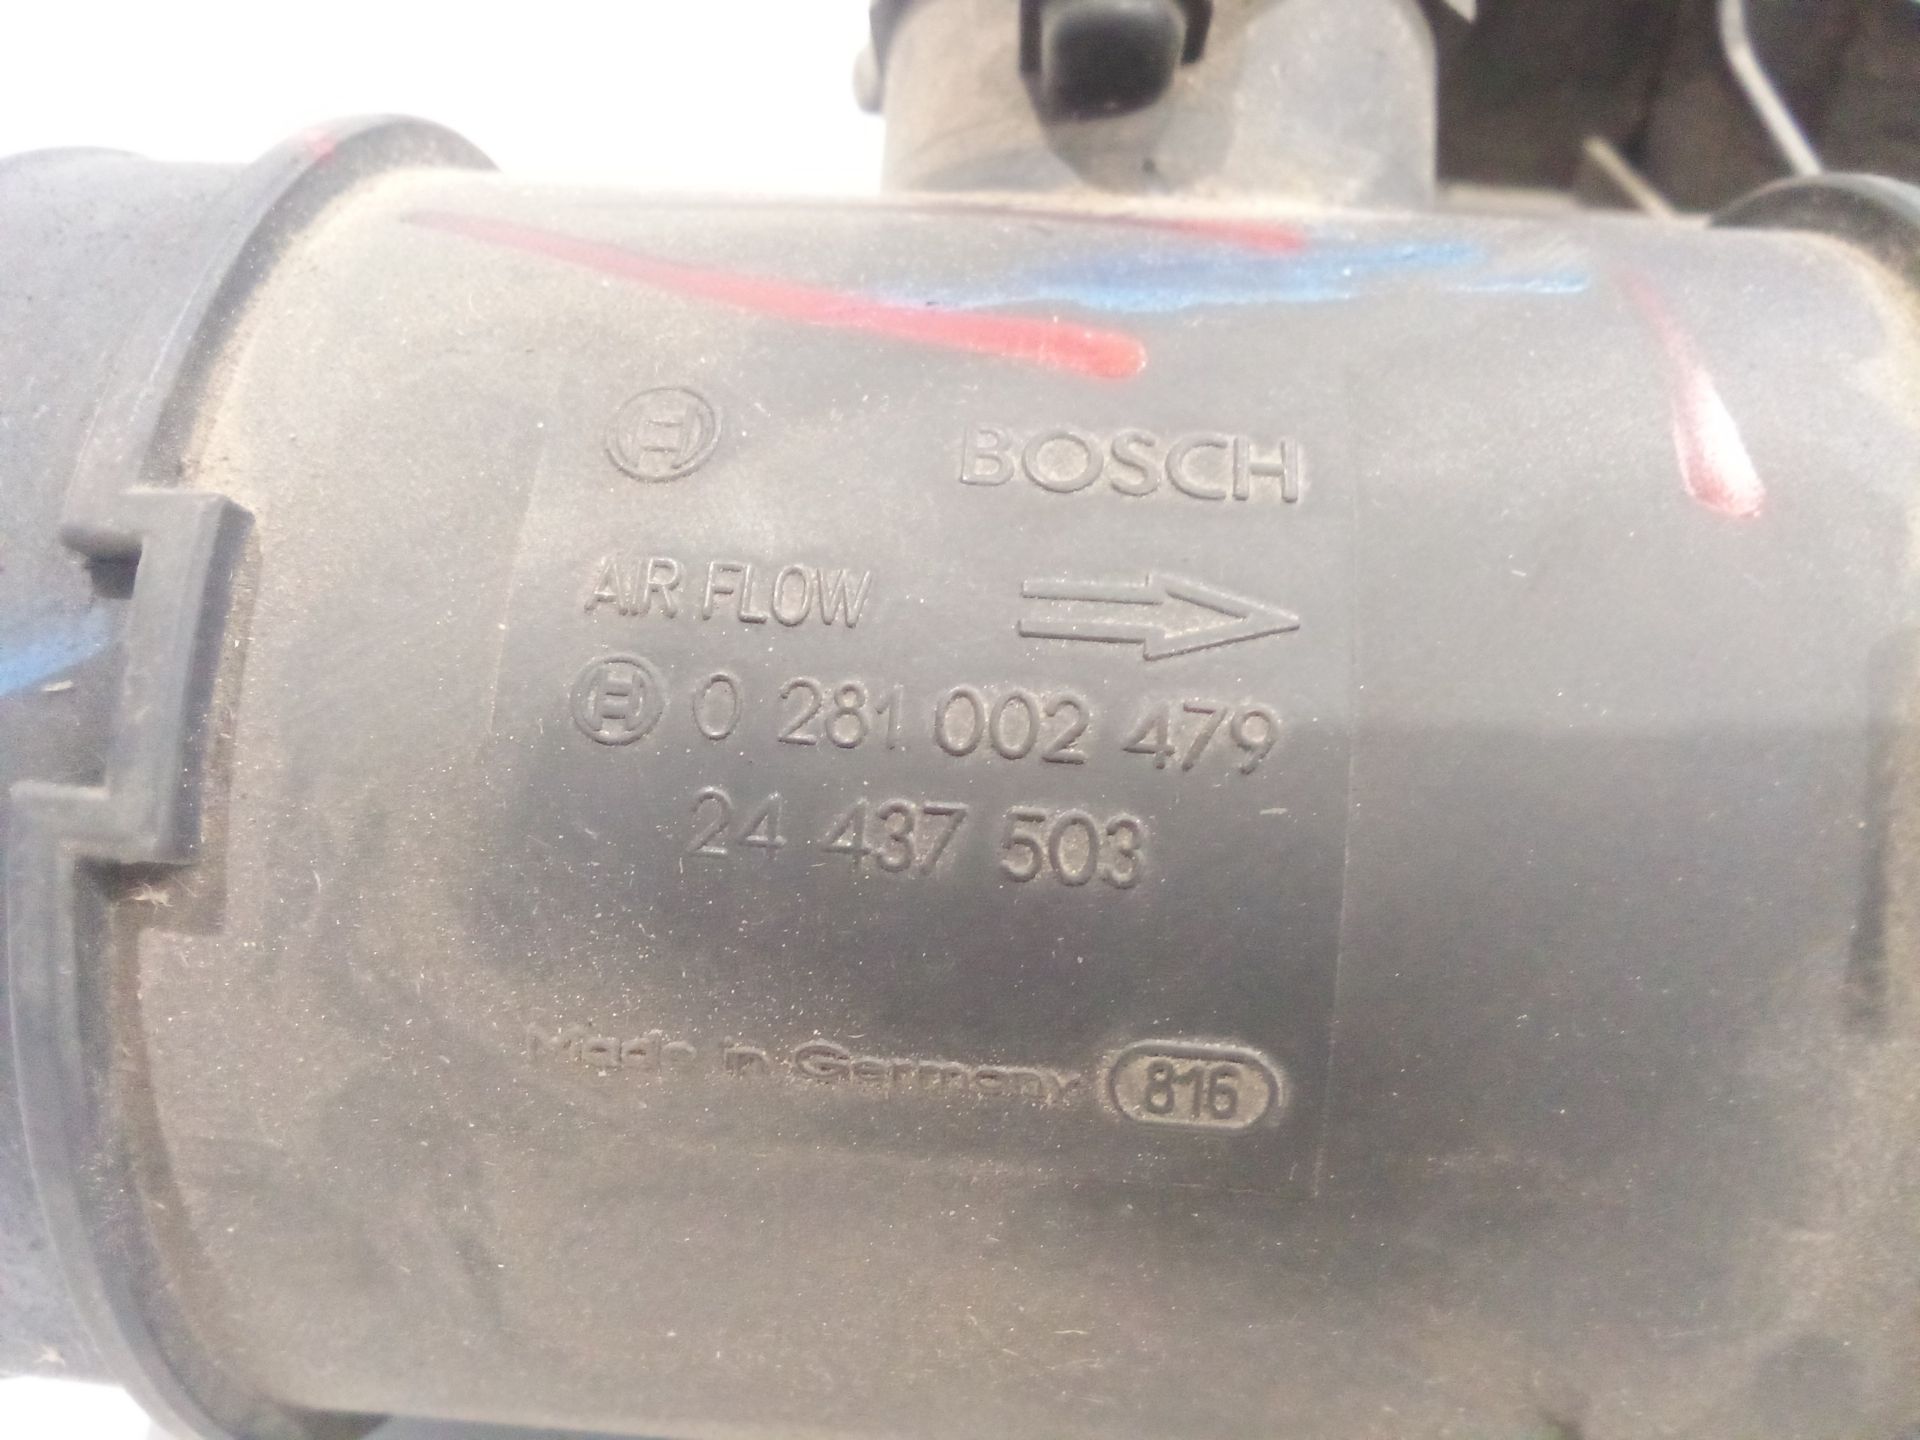 BOSCH
AIR FLOW
0 281 002 479
24 437 503
Made in Germany 816